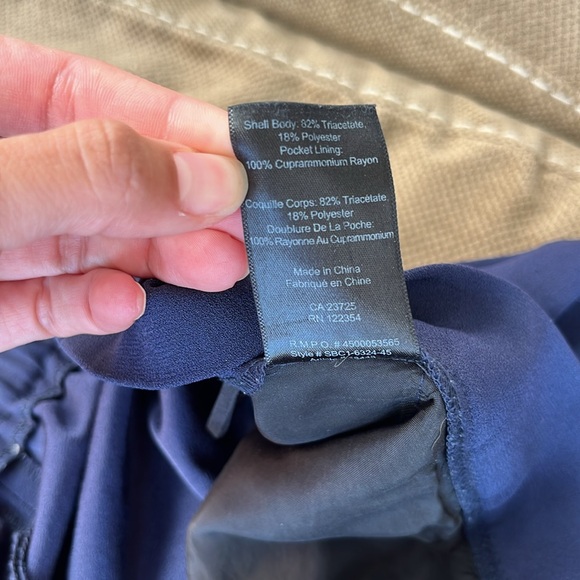 Shell Body: 82% Triacetate,
18% Polyester
Pocket Lining:
100% Cuprammonium Rayon
Coquille Corps: 82% Triacétate,
18% Polyester
Doublure De La Poche:
100% Rayonne Au Cuprammonium
Made in China
Fabriqué en Chine
CA 23725
RN 122354
R.M.P.O. # 4500053565
Style # SBC1-6324-45